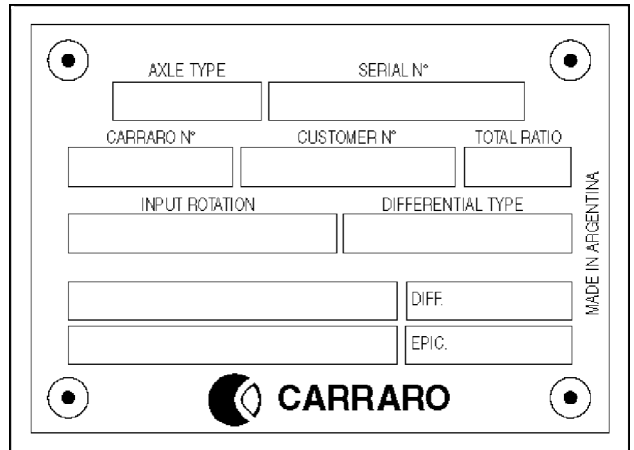 AXLE TYPE SERIAL N°
CARRARO N° CUSTOMER N° TOTAL RATIO
INPUT ROTATION DIFFERENTIAL TYPE
DIFF.
EPIC.
MADE IN ARGENTINA
CARRARO